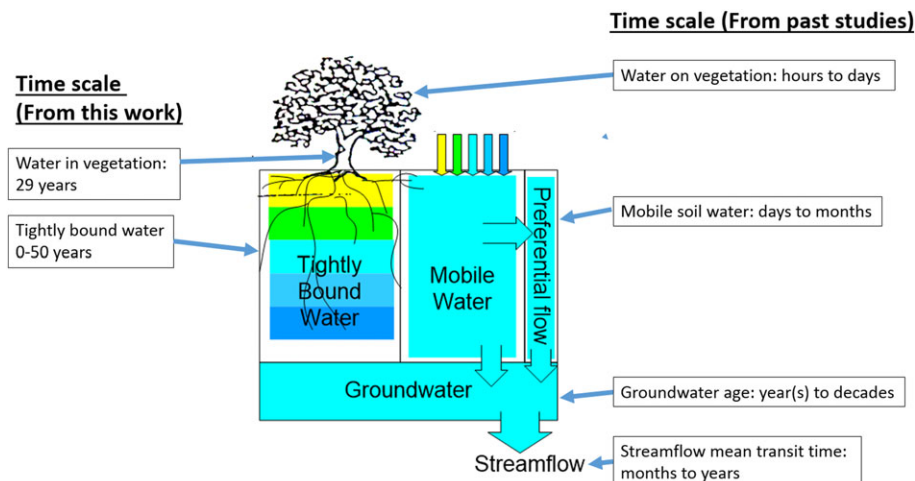 Time scale (From past studies)
Water on vegetation: hours to days
Time scale
(From this work)
Water in vegetation:
29 years
Tightly bound water
0-50 years
Mobile soil water: days to months
Tightly
Bound
Water
Mobile
Water
Preferential flow
Groundwater
Groundwater age: year(s) to decades
Streamflow
Streamflow mean transit time:
months to years